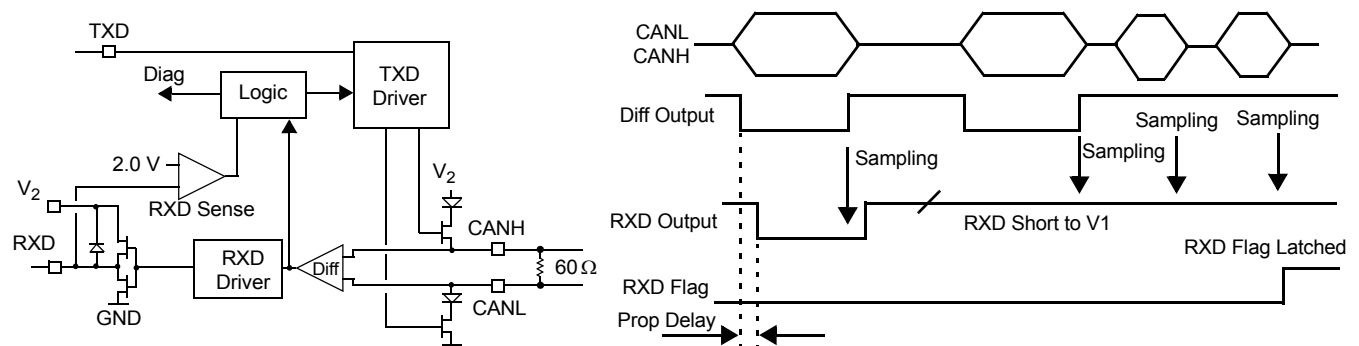 TXD
Diag
Logic
TXD
Driver
2.0 V
V2
RXD Sense
V2
RXD
RXD
Driver
Diff
CANH
60 Ω
CANL
GND
CANL
CANH
Diff Output
Sampling
Sampling
Sampling
Sampling
RXD Output
RXD Short to V1
RXD Flag Latched
RXD Flag
Prop Delay